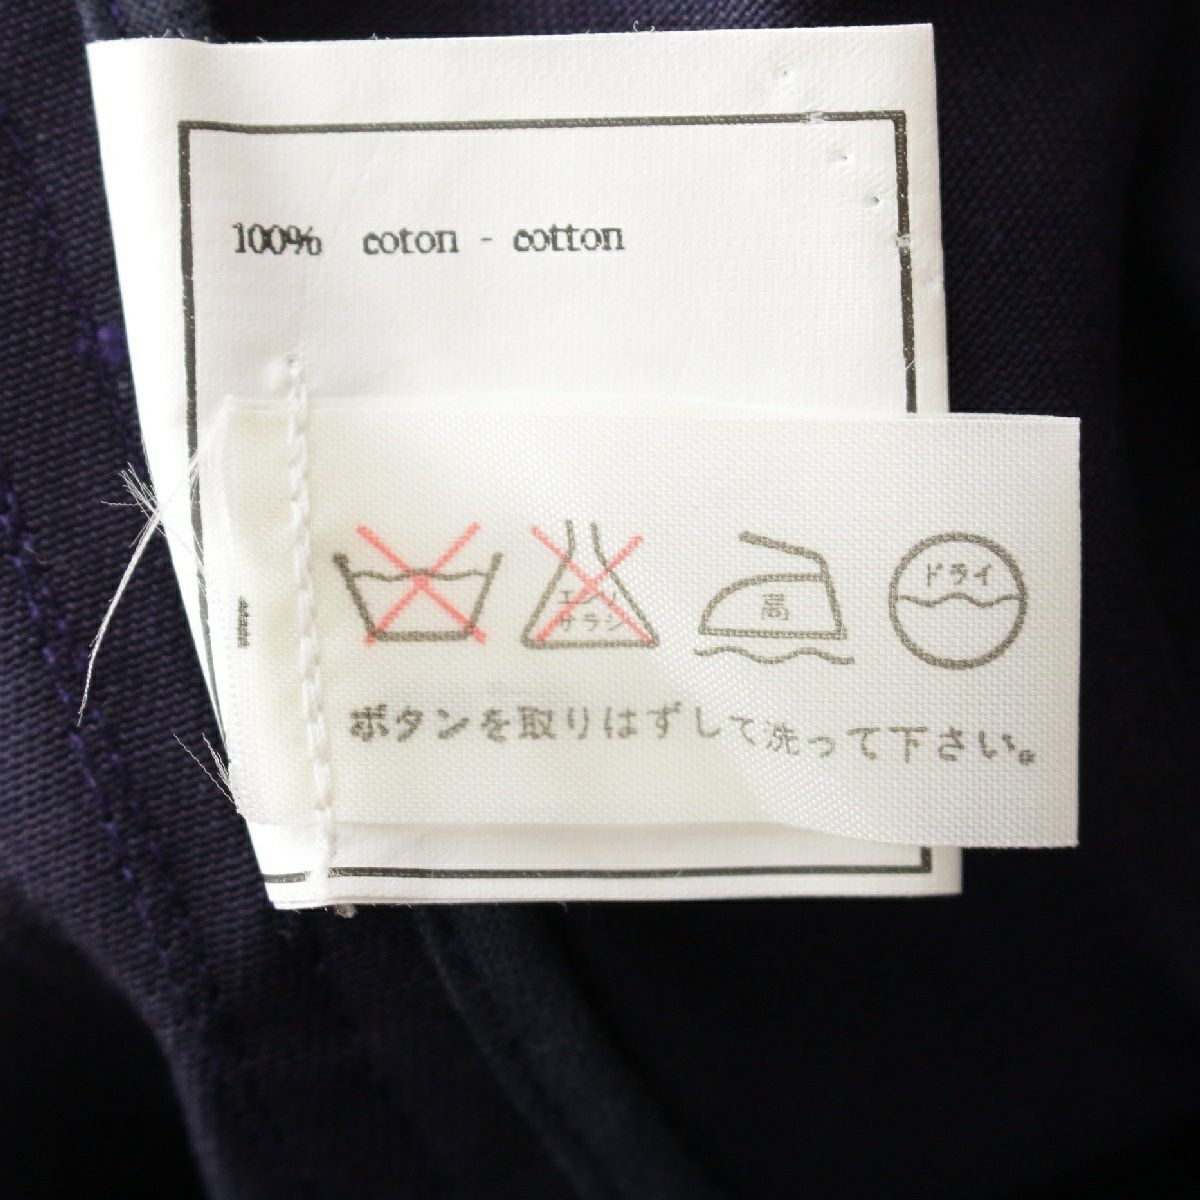 100% coton - cotton
エンソ
サラシ
高
ドライ
ボタンを取りはずして洗って下さい。